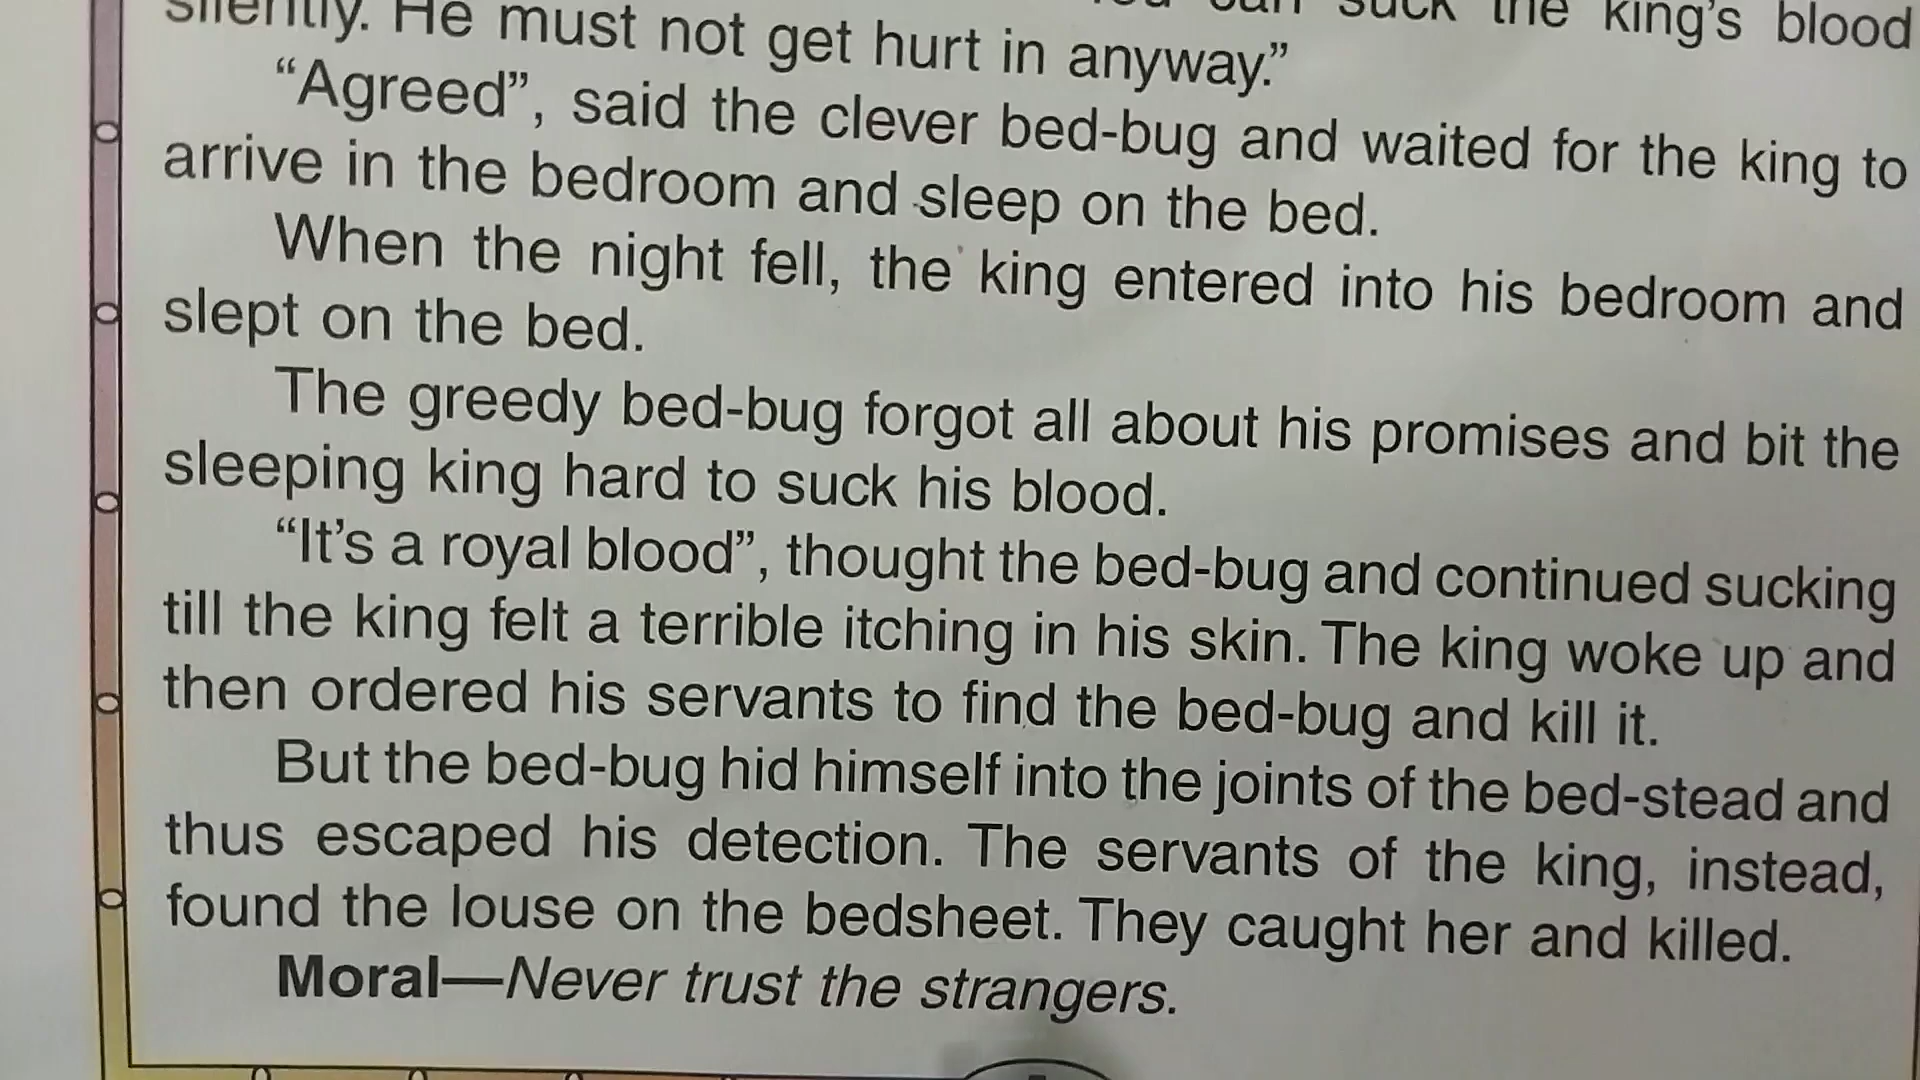 suck the king's blood
silently. He must not get hurt in anyway.”
“Agreed”, said the clever bed-bug and waited for the king to
arrive in the bedroom and sleep on the bed.
When the night fell, the king entered into his bedroom and
slept on the bed.
The greedy bed-bug forgot all about his promises and bit the
sleeping king hard to suck his blood.
“It’s a royal blood”, thought the bed-bug and continued sucking
till the king felt a terrible itching in his skin. The king woke up and
then ordered his servants to find the bed-bug and kill it.
But the bed-bug hid himself into the joints of the bed-stead and
thus escaped his detection. The servants of the king, instead,
found the louse on the bedsheet. They caught her and killed.
Moral—Never trust the strangers.